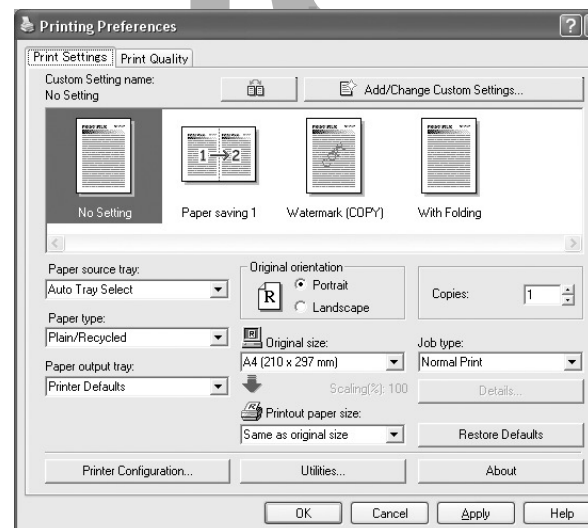 Printing Preferences
?
Print Settings
Print Quality
Custom Setting name:
No Setting
Add/Change Custom Settings...
1 → 2
COPY
No Setting
Paper saving 1
Watermark (COPY)
With Folding
Paper source tray:
Auto Tray Select
Paper type:
Plain/Recycled
Paper output tray:
Printer Defaults
Original orientation
R
Portrait
Landscape
Copies:
1
R
Original size:
A4 (210 x 297 mm)
Scaling(%): 100
Printout paper size:
Same as original size
Job type:
Normal Print
Details...
Restore Defaults
Printer Configuration...
Utilities...
About
OK
Cancel
Apply
Help